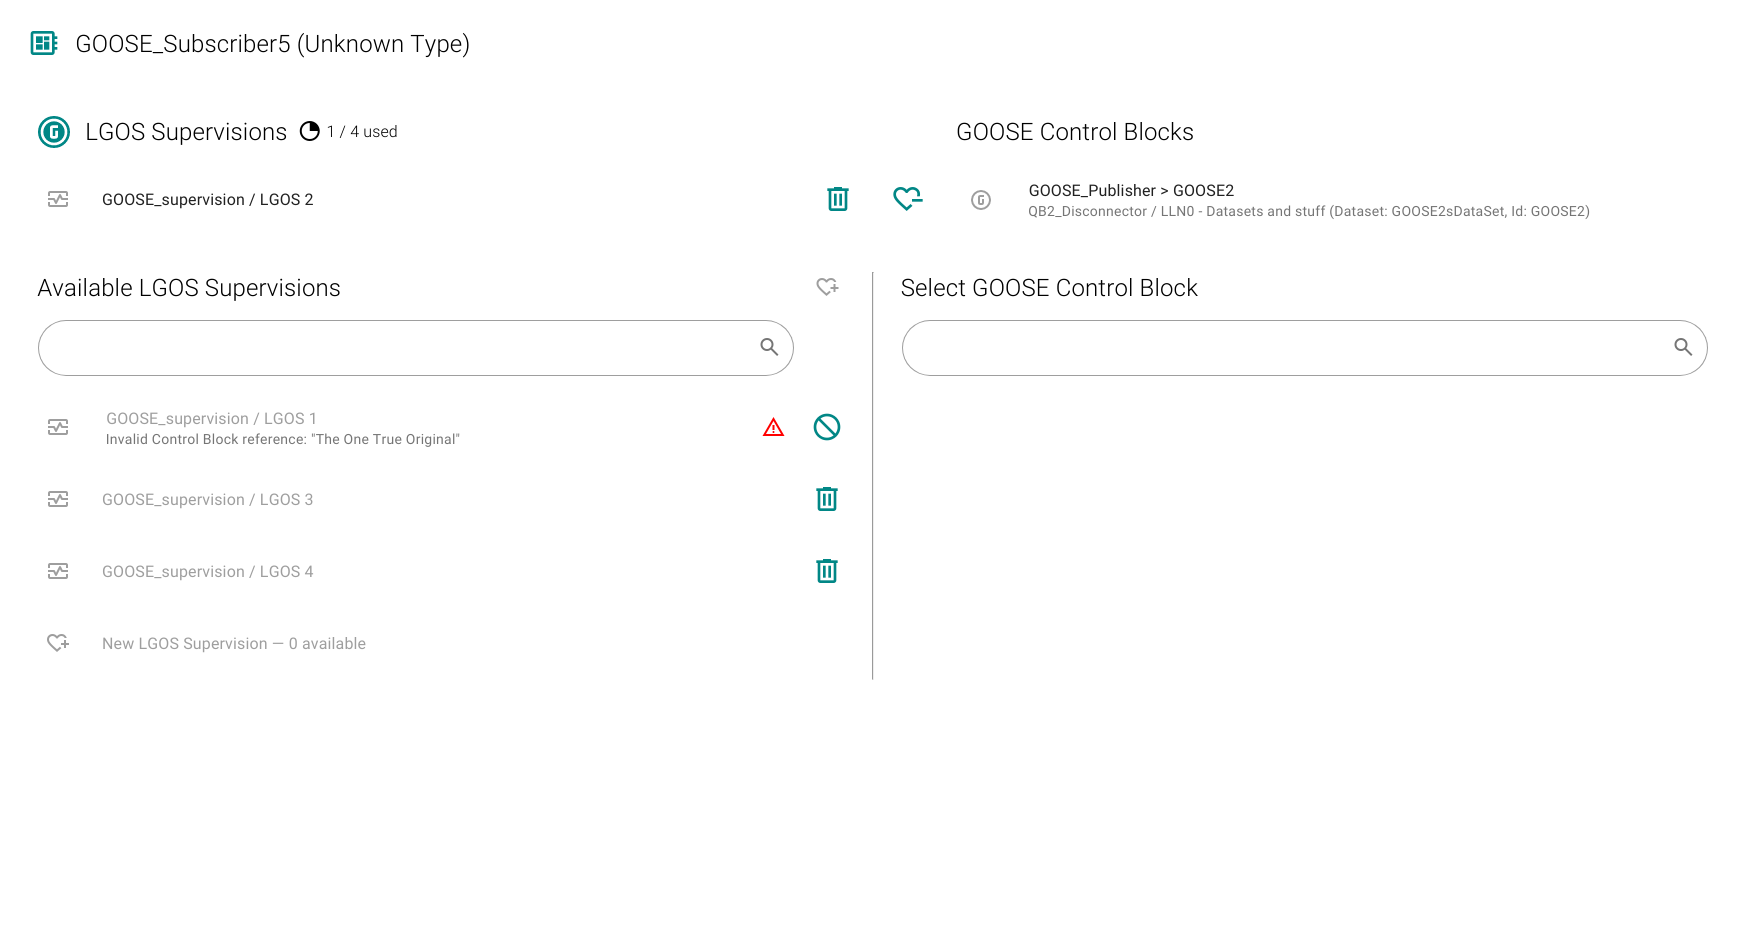 GOOSE_Subscriber5 (Unknown Type)
LGOS Supervisions 1 / 4 used
GOOSE Control Blocks
GOOSE_supervision / LGOS 2
GOOSE_Publisher > GOOSE2
QB2_Disconnector / LLN0 - Datasets and stuff (Dataset: GOOSE2sDataSet, Id: GOOSE2)
Available LGOS Supervisions
GOOSE_supervision / LGOS 1
Invalid Control Block reference: "The One True Original"
GOOSE_supervision / LGOS 3
GOOSE_supervision / LGOS 4
New LGOS Supervision — 0 available
Select GOOSE Control Block